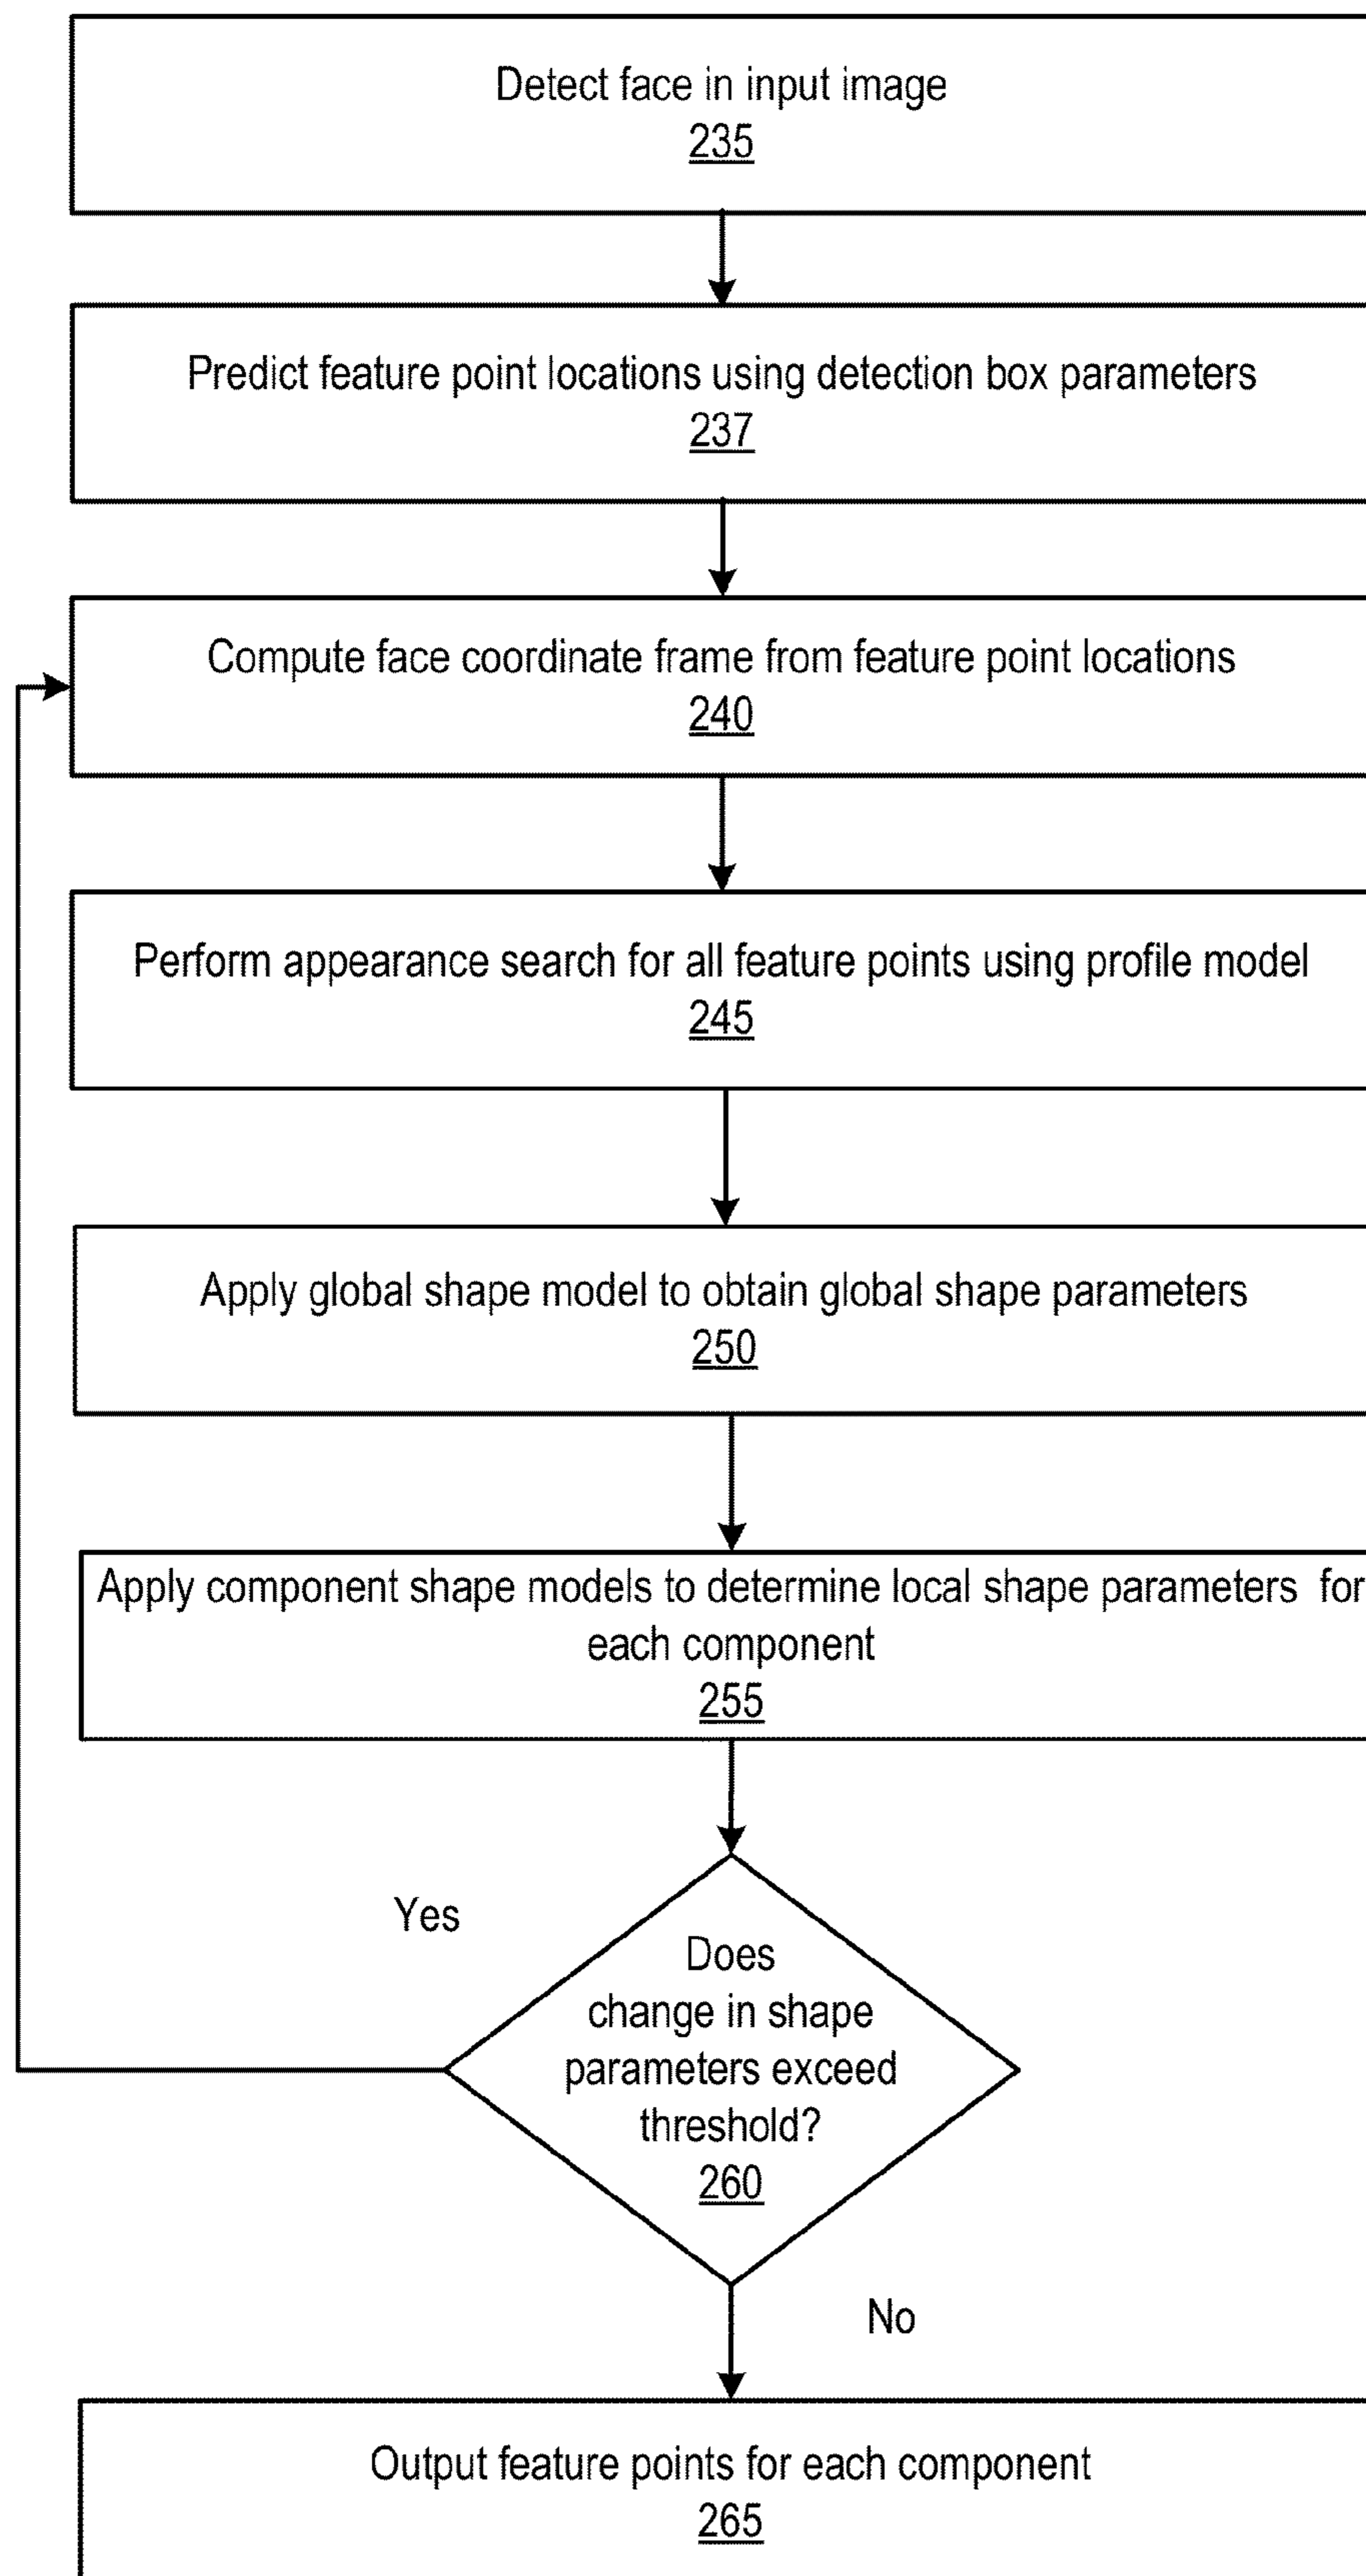 Detect face in input image
235
Predict feature point locations using detection box parameters
237
Compute face coordinate frame from feature point locations
240
Perform appearance search for all feature points using profile model
245
Apply global shape model to obtain global shape parameters
250
Apply component shape models to determine local shape parameters for
each component
255
Yes
Does
change in shape
parameters exceed
threshold?
260
No
Output feature points for each component
265